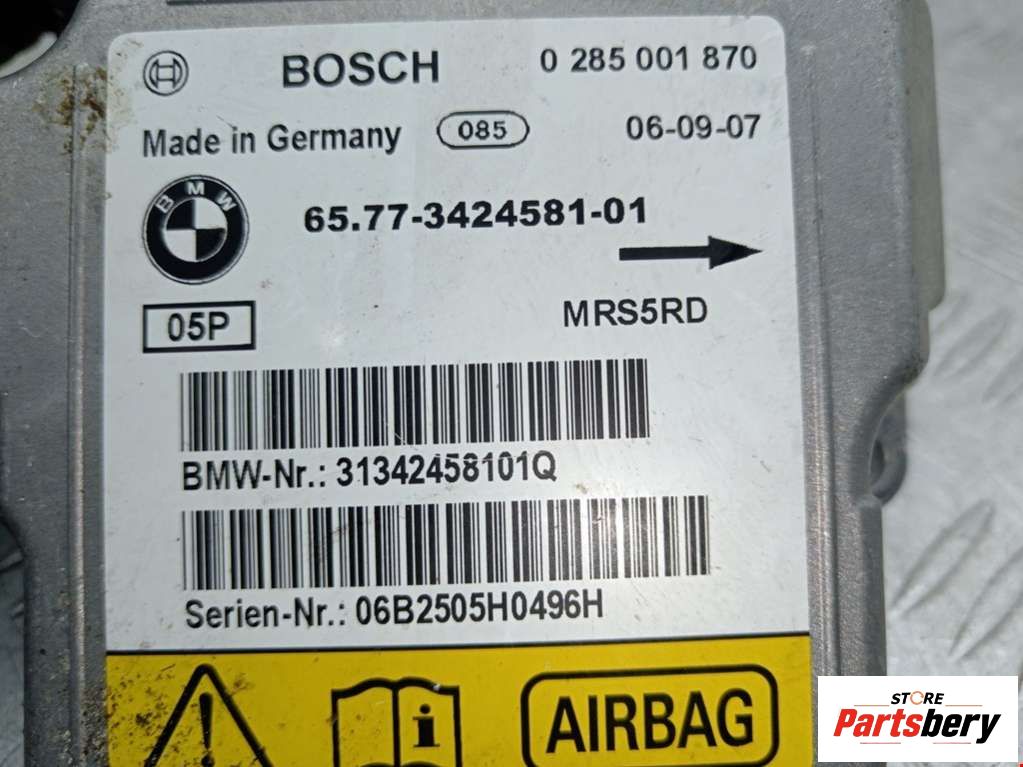 BOSCH 0 285 001 870
Made in Germany 085 06-09-07
BMW 65.77-3424581-01
05P MRS5RD
BMW-Nr.: 31342458101Q
Serien-Nr.: 06B2505H0496H
i AIRBAG
STORE
Partsbery